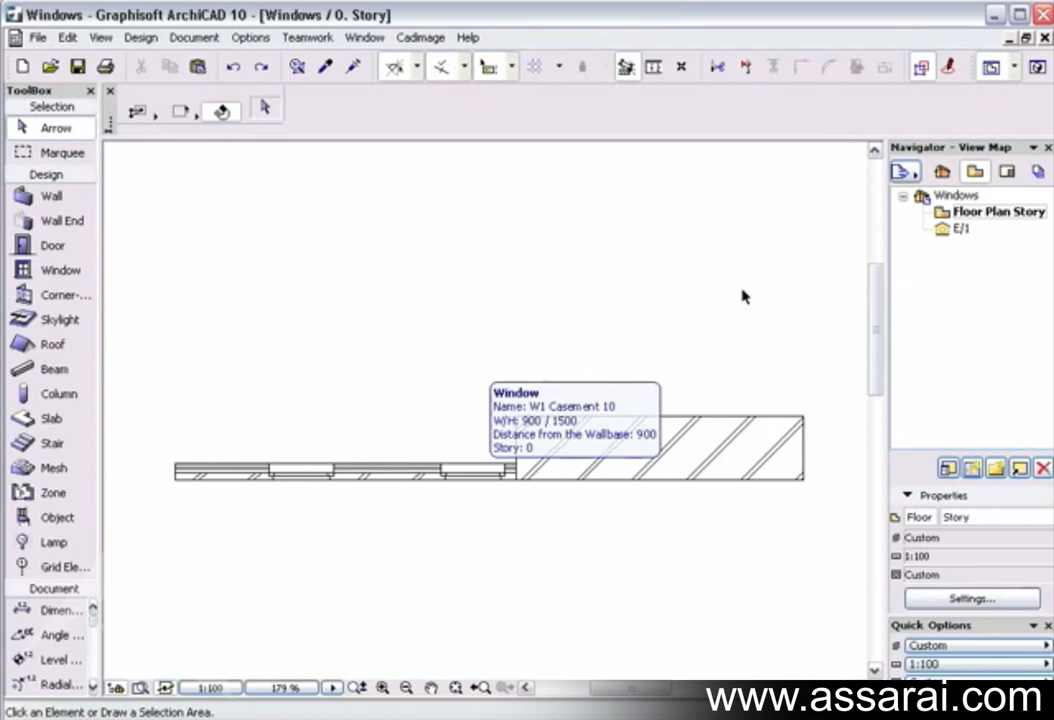 Windows - Graphisoft ArchiCAD 10 - [Windows / 0. Story]
File Edit View Design Document Options Teamwork Window Cadimage Help
ToolBox
Selection
Arrow
Marquee
Design
Wall
Wall End
Door
Window
Corner-...
Skylight
Roof
Beam
Column
Slab
Stair
Mesh
Zone
Object
Lamp
Grid Ele...
Document
Dimen...
Angle ...
Level ...
Radial...
Window
Name: W1 Casement 10
W/H: 900 / 1500
Distance from the Wallbase: 900
Story: 0
Navigator - View Map
Windows
Floor Plan Story
E/1
Properties
Floor Story
Custom
1:100
Custom
Settings...
Quick Options
Custom
1:100
1:100 179 %
Click an Element or Draw a Selection Area.
www.assarai.com